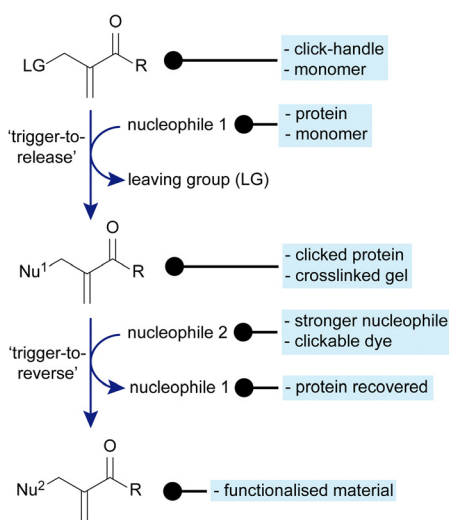 O
LG
R
- click-handle
- monomer
'trigger-to-
release'
nucleophile 1
- protein
- monomer
leaving group (LG)
O
Nu¹
R
- clicked protein
- crosslinked gel
'trigger-to-
reverse'
nucleophile 2
- stronger nucleophile
- clickable dye
nucleophile 1
- protein recovered
O
Nu²
R
- functionalised material